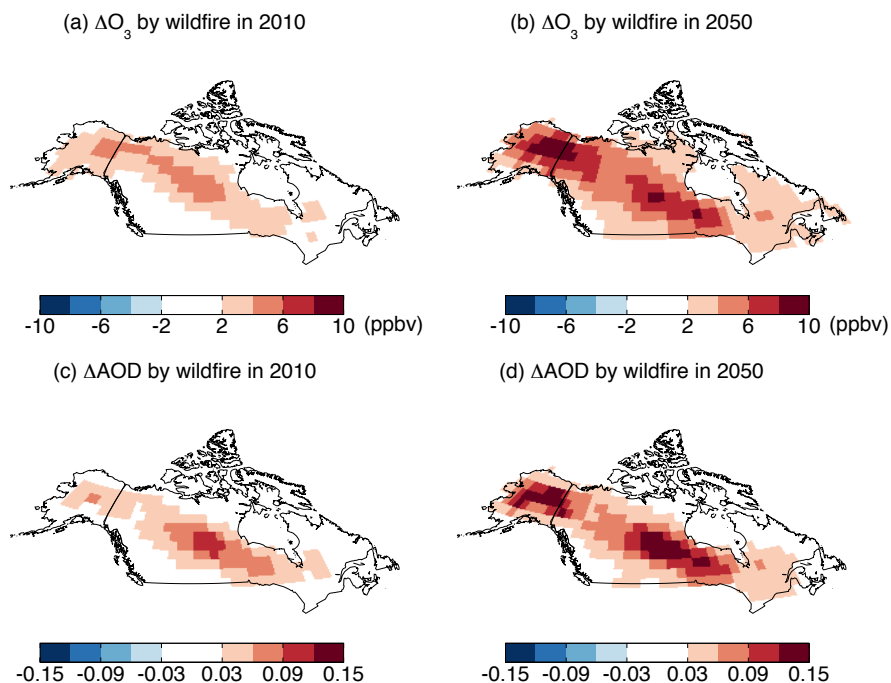 (a) ΔO₃ by wildfire in 2010
(b) ΔO₃ by wildfire in 2050
-10 -6 -2 2 6 10 (ppbv)
-10 -6 -2 2 6 10 (ppbv)
(c) ΔAOD by wildfire in 2010
(d) ΔAOD by wildfire in 2050
-0.15 -0.09 -0.03 0.03 0.09 0.15
-0.15 -0.09 -0.03 0.03 0.09 0.15